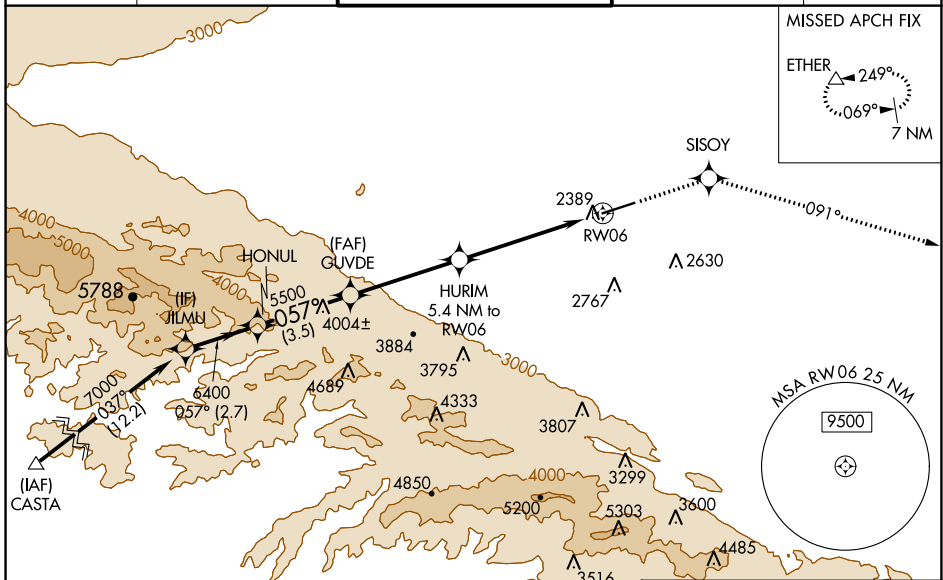 3000
MISSED APCH FIX
ETHER
249°
069°
7 NM
SISOY
2389
RW06
091°
4000
5000
(FAF)
GUVDE
HONUL
2630
5788
4000
5500
(IF)
JILMU
057°
(3.5)
4004±
HURIM
5.4 NM to
RW06
2767
3884
3795
3000
4689
6400
057° (2.7)
7000
037°
(12.2)
4333
3807
MSA RW06 25 NM
9500
(IAF)
CASTA
3299
4850
4000
5200
5303
3600
4485
3516